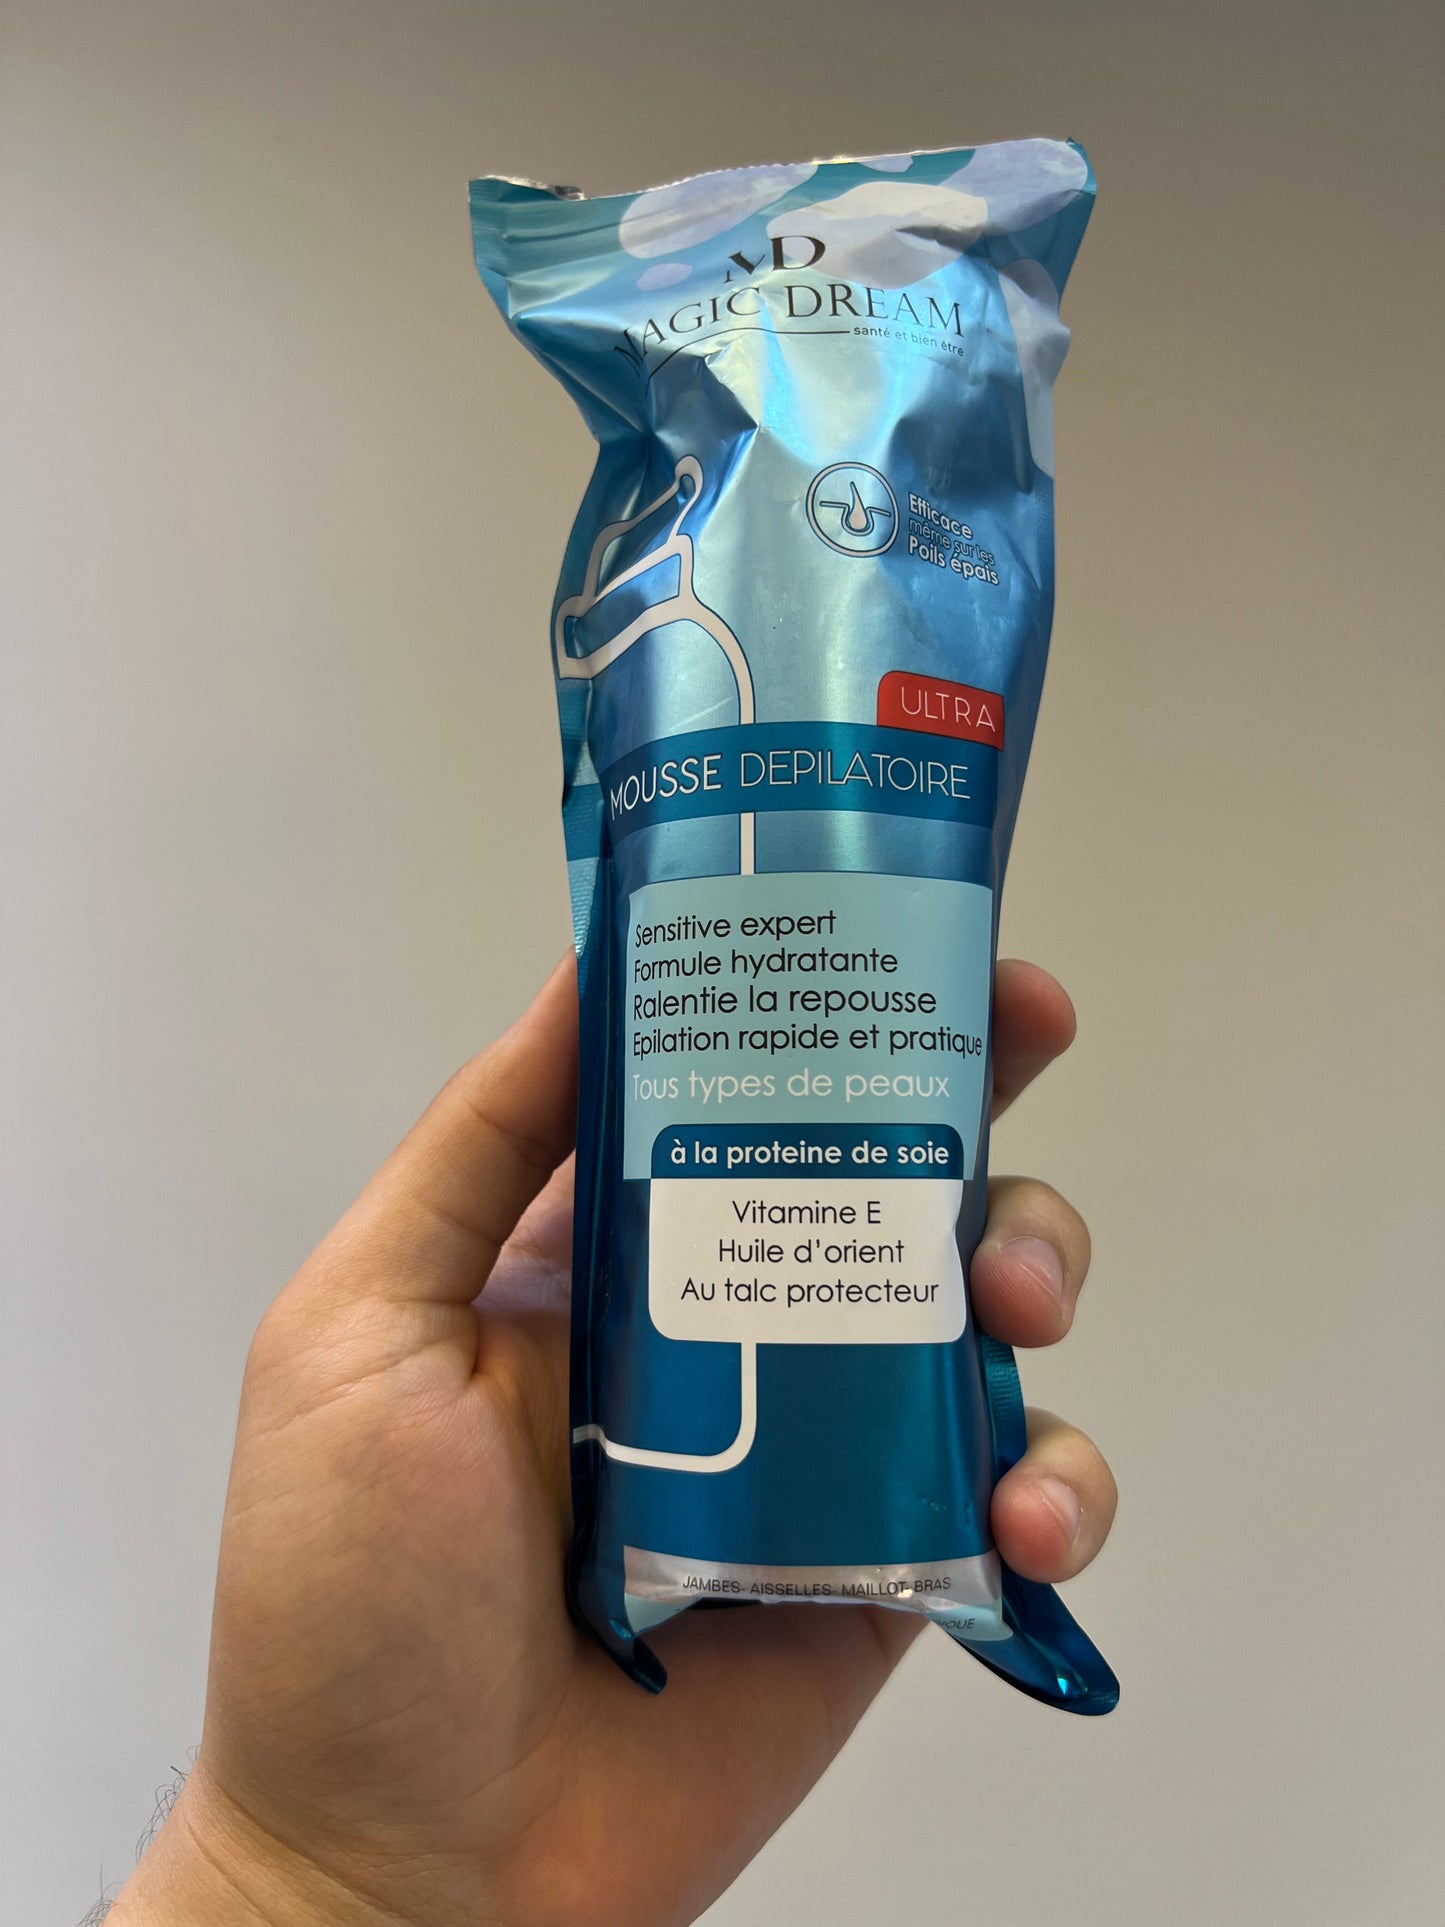 MD
MAGIC DREAM
santé et bien être
Efficace
même sur les
Poils épais
ULTRA
MOUSSE DEPILATOIRE
Sensitive expert
Formule hydratante
Ralentie la repousse
Epilation rapide et pratique
Tous types de peaux
à la proteine de soie
Vitamine E
Huile d'orient
Au talc protecteur
JAMBES- AISSELLES- MAILLOT- BRAS